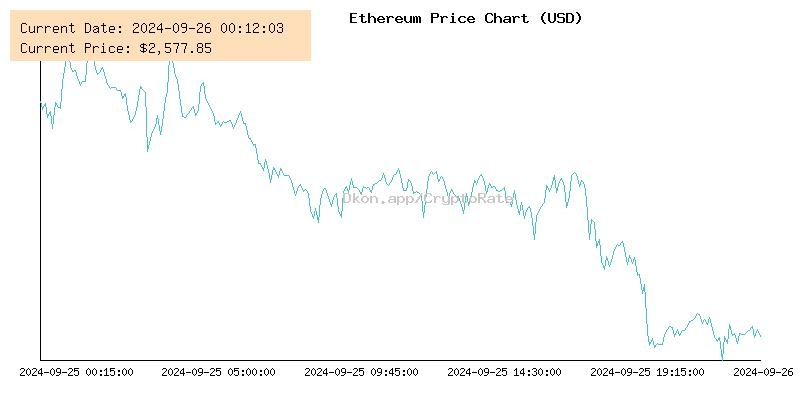 Ethereum Price Chart (USD)
Current Date: 2024-09-26 00:12:03
Current Price: $2,577.85
0kon.app/CryptoRate
2024-09-25 00:15:00 2024-09-25 05:00:00 2024-09-25 09:45:00 2024-09-25 14:30:00 2024-09-25 19:15:00 2024-09-26